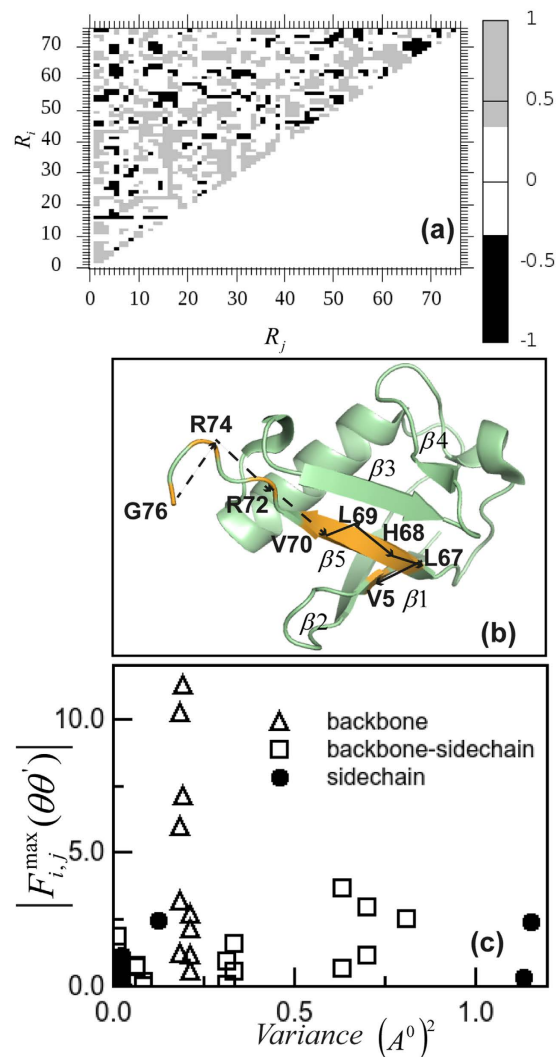 70
60
50
40
30
20
10
0
R_i
0 10 20 30 40 50 60 70
R_j
(a)
1
0.5
0
-0.5
-1
R74
G76
R72
V70
L69
H68
L67
V5
β1
β2
β3
β4
β5
(b)
10.0
5.0
0.0
|F_{i,j}^{max}(θθ')|
backbone
backbone-sidechain
sidechain
(c)
0.0 0.5 1.0
Variance (A^0)^2